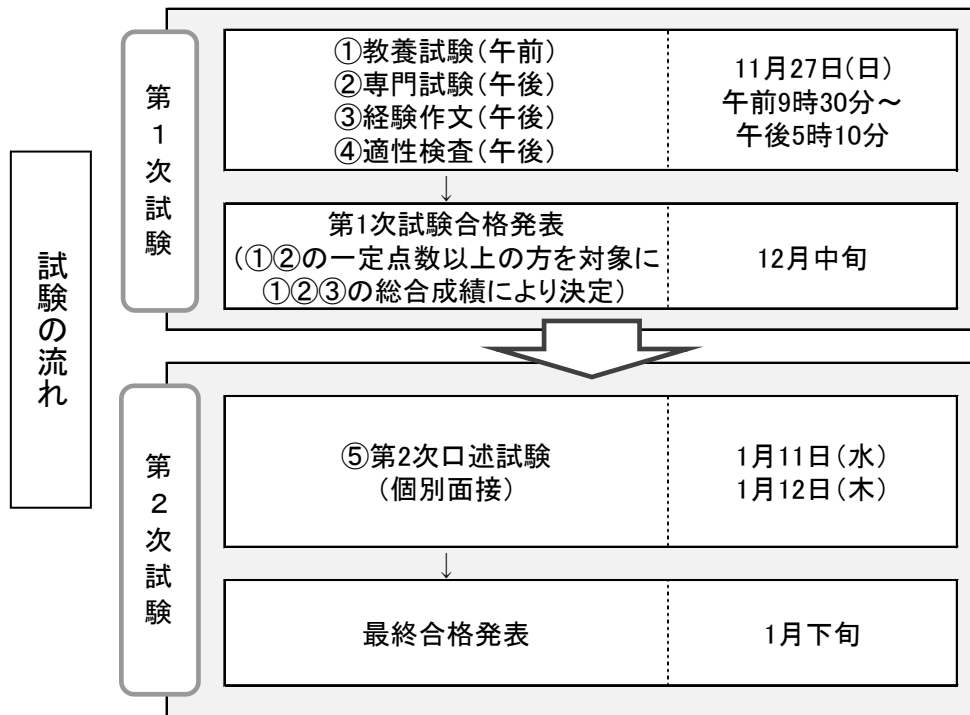 試験の流れ
第1次試験
①教養試験(午前)
②専門試験(午後)
③経験作文(午後)
④適性検査(午後)
11月27日(日)
午前9時30分～
午後5時10分
↓
第1次試験合格発表
(①②の一定点数以上の方を対象に
①②③の総合成績により決定)
12月中旬
第2次試験
⑤第2次口述試験
(個別面接)
1月11日(水)
1月12日(木)
↓
最終合格発表
1月下旬